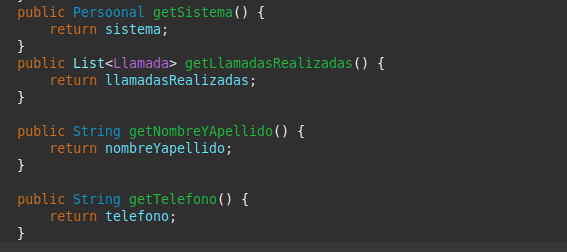 public Persoonal getSistema() {
return sistema;
}
public List<Llamada> getLlamadasRealizadas() {
return llamadasRealizadas;
}
public String getNombreYApellido() {
return nombreYapellido;
}
public String getTelefono() {
return telefono;
}